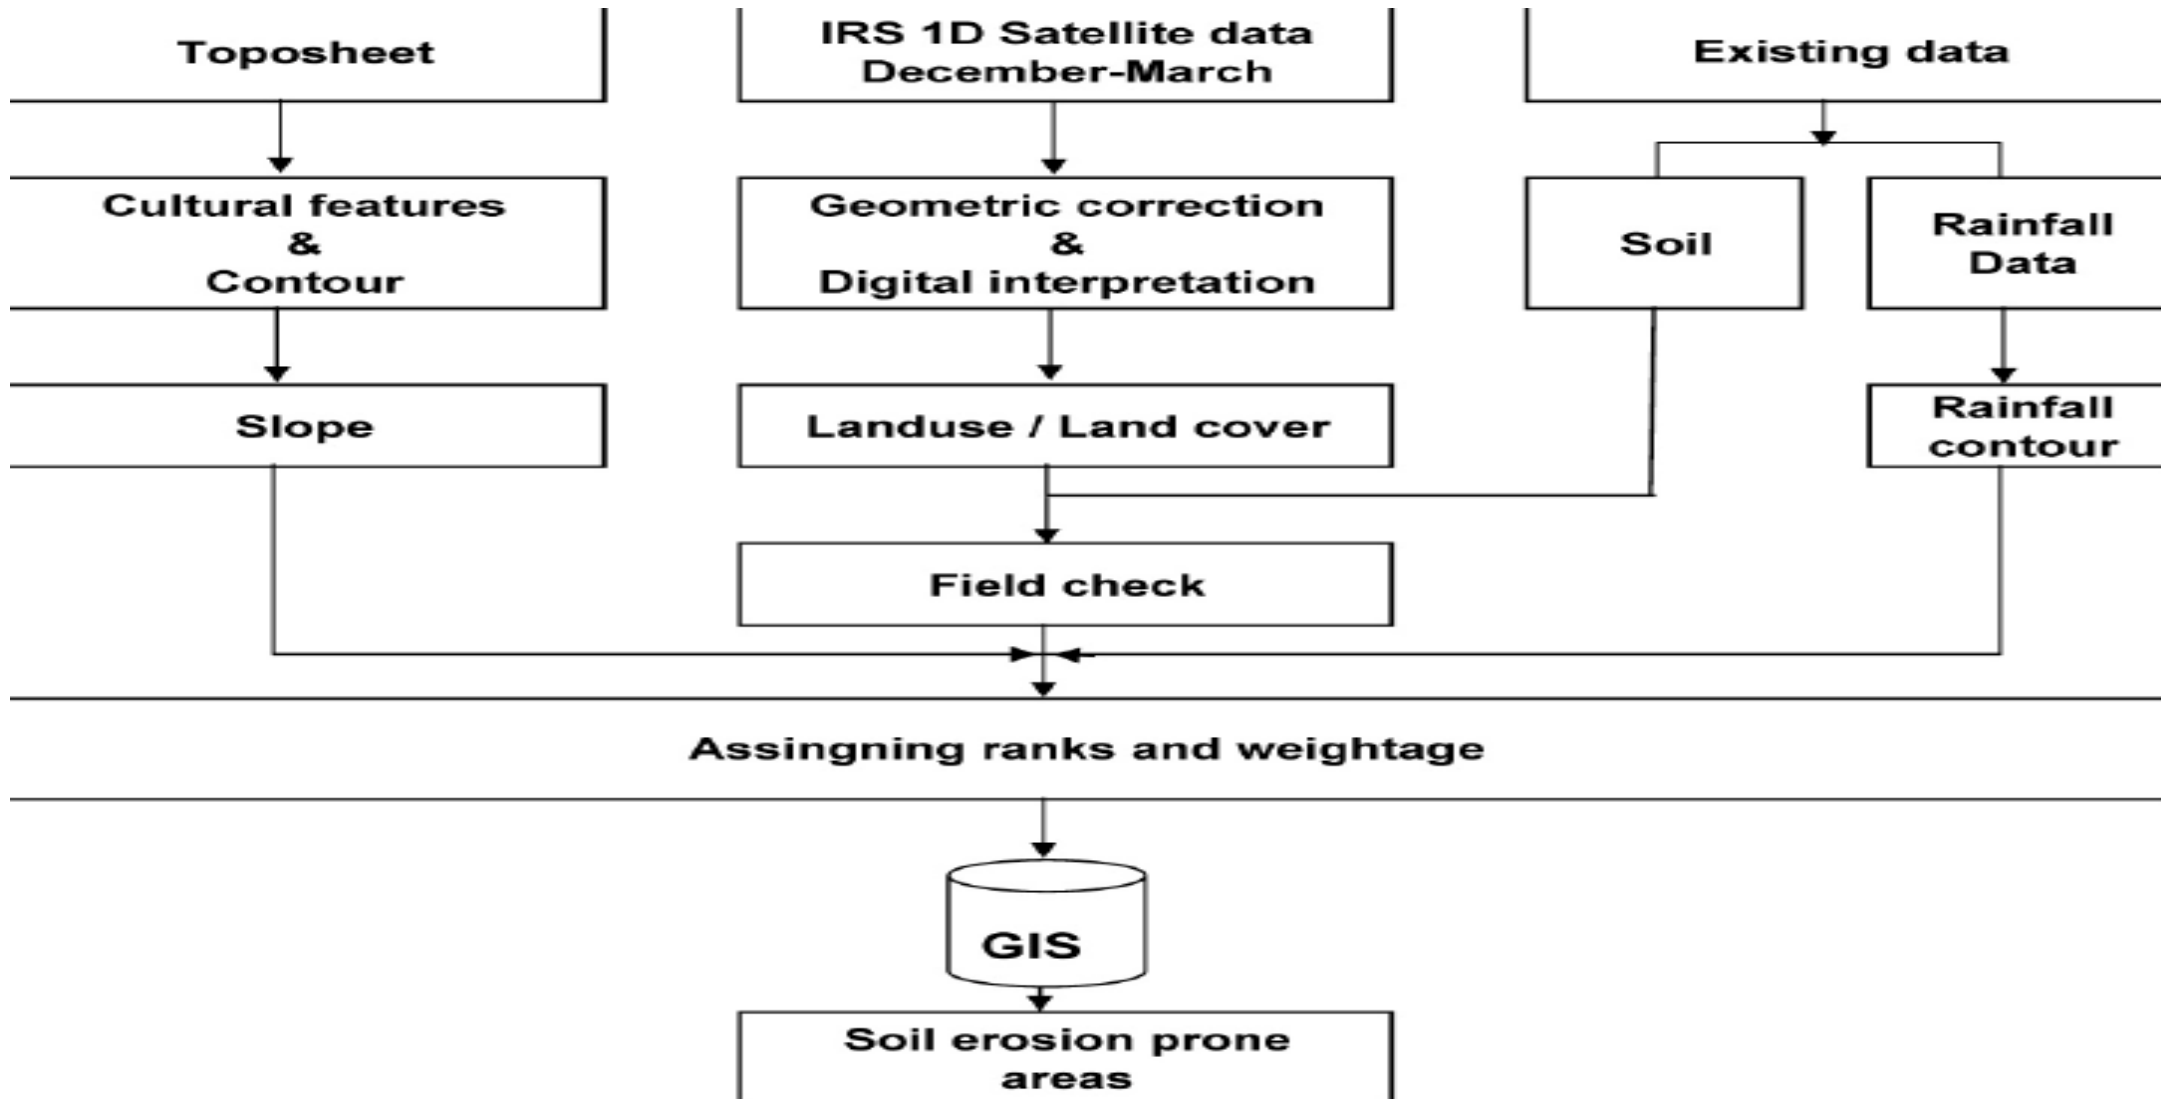 Toposheet
IRS 1D Satellite data
December-March
Existing data
Cultural features
&
Contour
Geometric correction
&
Digital interpretation
Soil
Rainfall
Data
Slope
Landuse / Land cover
Rainfall
contour
Field check
Assingning ranks and weightage
GIS
Soil erosion prone
areas